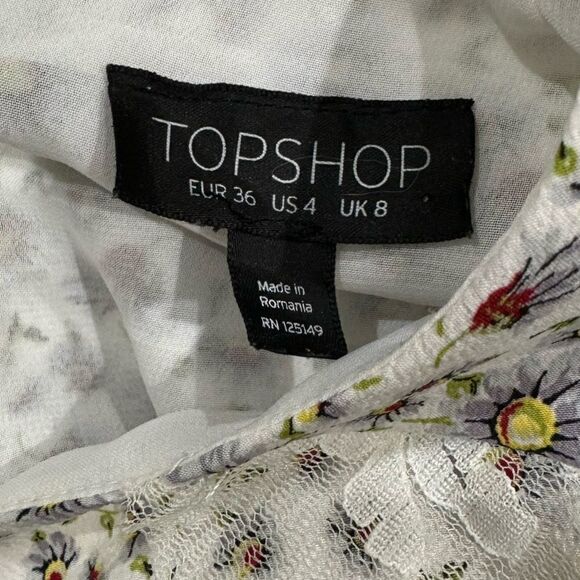 TOPSHOP
EUR 36 US 4 UK 8
Made in
Romania
RN 125149